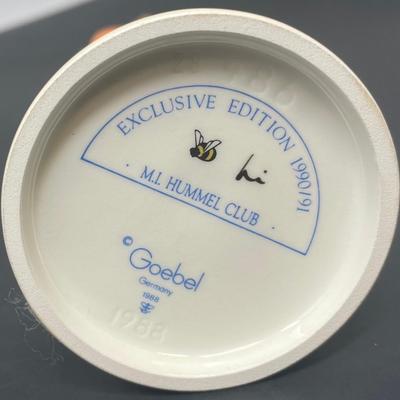 EXCLUSIVE EDITION 1990/91
M.I. HUMMEL CLUB
© Goebel
Germany
1988
1988